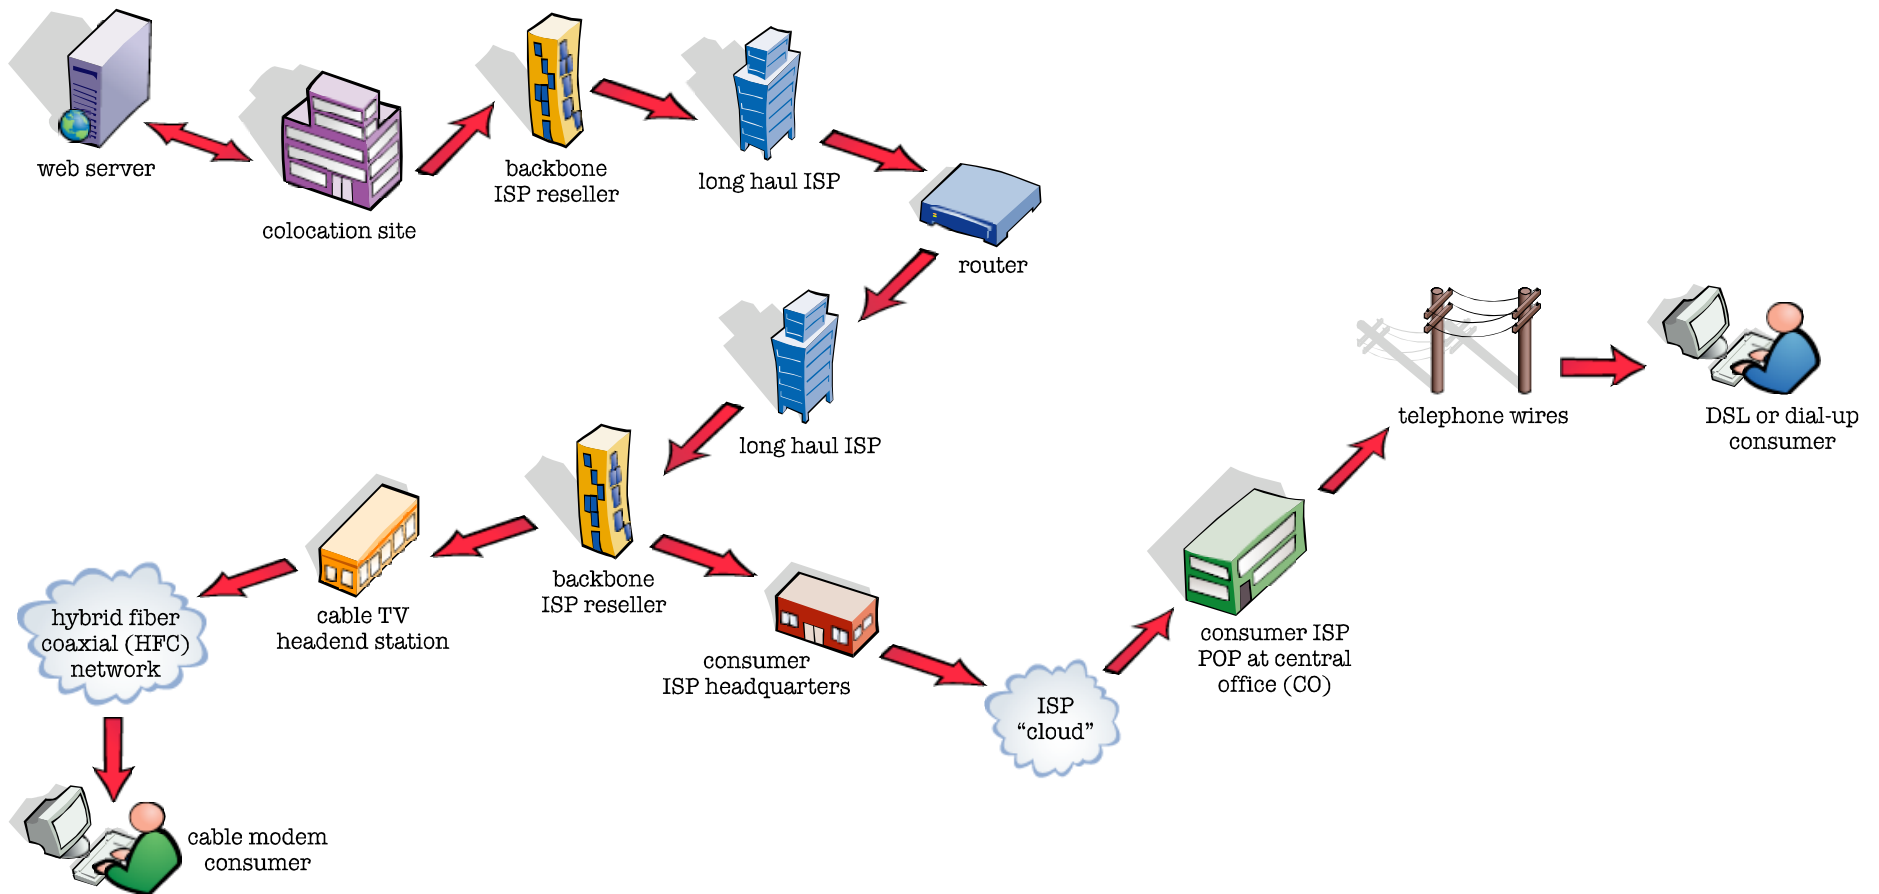 web server
colocation site
backbone
ISP reseller
long haul ISP
router
long haul ISP
backbone
ISP reseller
cable TV
headend station
hybrid fiber
coaxial (HFC)
network
cable modem
consumer
consumer
ISP headquarters
ISP
“cloud”
consumer ISP
POP at central
office (CO)
telephone wires
DSL or dial-up
consumer